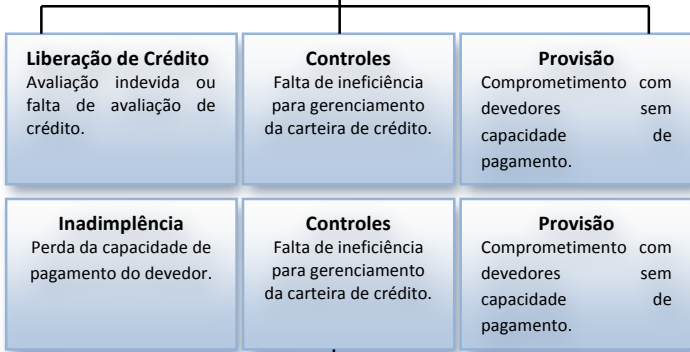 Liberação de Crédito
Avaliação indevida ou
falta de avaliação de
crédito.
Controles
Falta de ineficiência
para gerenciamento
da carteira de crédito.
Provisão
Comprometimento com
devedores sem
capacidade de
pagamento.
Inadimplência
Perda da capacidade de
pagamento do devedor.
Controles
Falta de ineficiência
para gerenciamento
da carteira de crédito.
Provisão
Comprometimento com
devedores sem
capacidade de
pagamento.